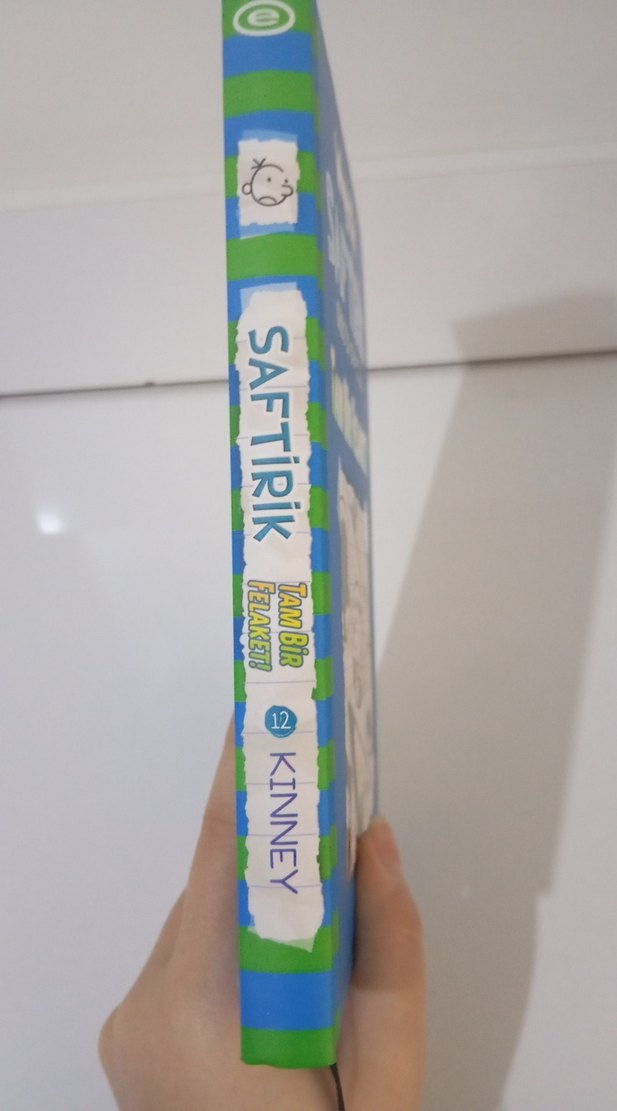 e
SAFTİRİK
TAM BİR
FELAKET!
12
KINNEY